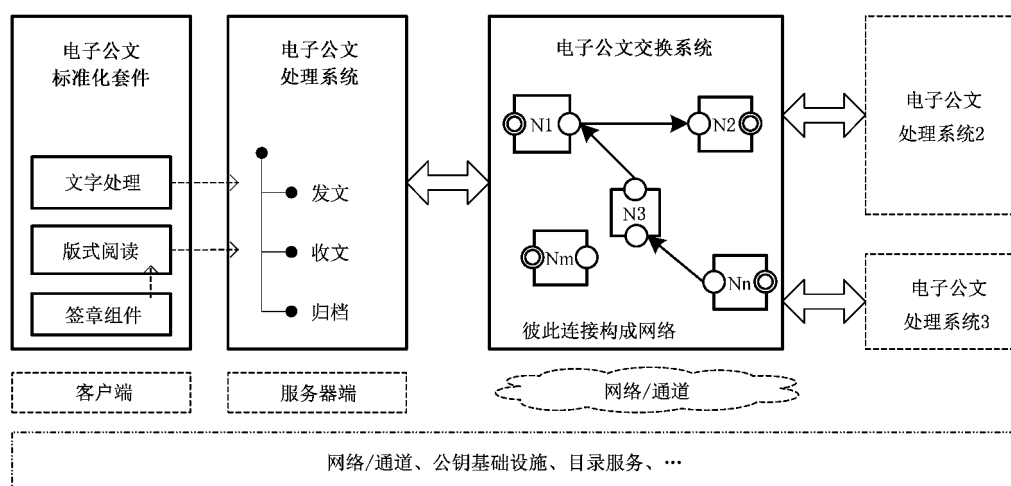 电子公文
标准化套件
文字处理
版式阅读
签章组件
客户端
电子公文
处理系统
发文
收文
归档
服务器端
电子公文交换系统
N1
N2
N3
Nm
Nn
彼此连接构成网络
网络/通道
电子公文
处理系统2
电子公文
处理系统3
网络/通道、公钥基础设施、目录服务、…